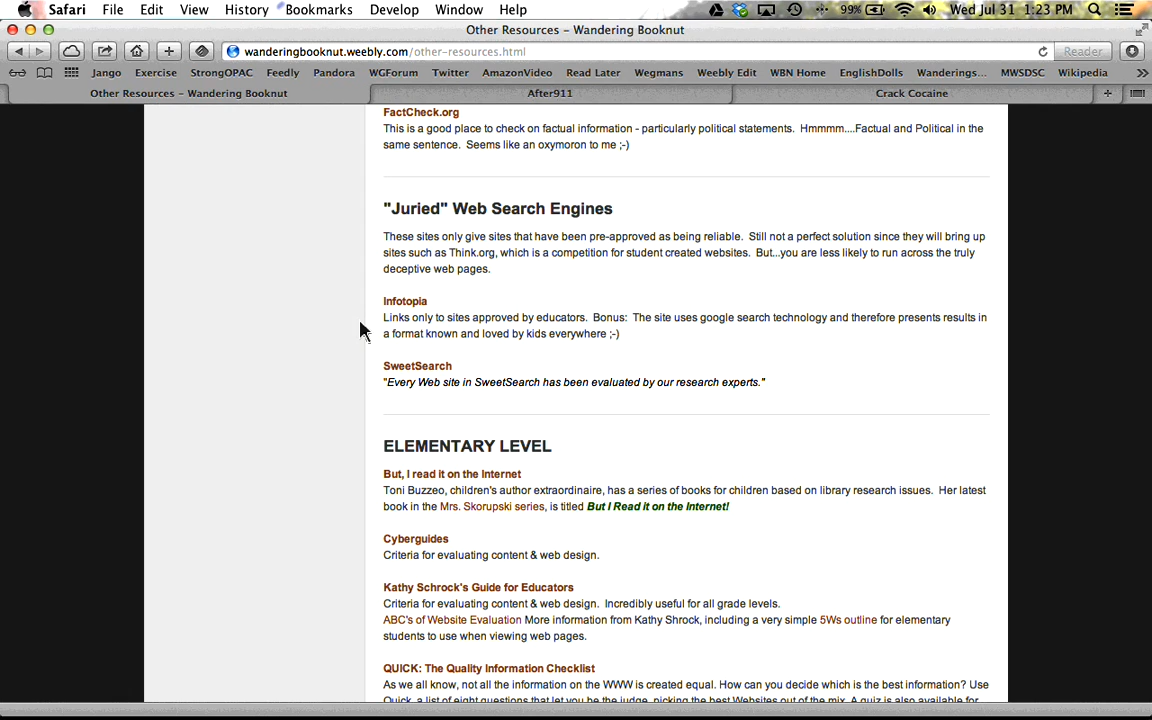 Safari File Edit View History Bookmarks Develop Window Help 99% Wed Jul 31 1:23 PM
Other Resources – Wandering Booknut
wanderingbooknut.weebly.com/other-resources.html Reader
Jango Exercise StrongOPAC Feedly Pandora WGForum Twitter AmazonVideo Read Later Wegmans Weebly Edit WBN Home EnglishDolls Wanderings... MWSDSC Wikipedia >>
Other Resources – Wandering Booknut After911 Crack Cocaine +
FactCheck.org
This is a good place to check on factual information - particularly political statements. Hmmmm....Factual and Political in the
same sentence. Seems like an oxymoron to me ;-)
"Juried" Web Search Engines
These sites only give sites that have been pre-approved as being reliable. Still not a perfect solution since they will bring up
sites such as Think.org, which is a competition for student created websites. But...you are less likely to run across the truly
deceptive web pages.
Infotopia
Links only to sites approved by educators. Bonus: The site uses google search technology and therefore presents results in
a format known and loved by kids everywhere ;-)
SweetSearch
"Every Web site in SweetSearch has been evaluated by our research experts."
ELEMENTARY LEVEL
But, I read it on the Internet
Toni Buzzeo, children's author extraordinaire, has a series of books for children based on library research issues. Her latest
book in the Mrs. Skorupski series, is titled But I Read it on the Internet!
Cyberguides
Criteria for evaluating content & web design.
Kathy Schrock's Guide for Educators
Criteria for evaluating content & web design. Incredibly useful for all grade levels.
ABC's of Website Evaluation More information from Kathy Shrock, including a very simple 5Ws outline for elementary
students to use when viewing web pages.
QUICK: The Quality Information Checklist
As we all know, not all the information on the WWW is created equal. How can you decide which is the best information? Use
Quick, a list of eight questions that let you be the judge, picking the best Websites out of the mix. A quiz is also available for